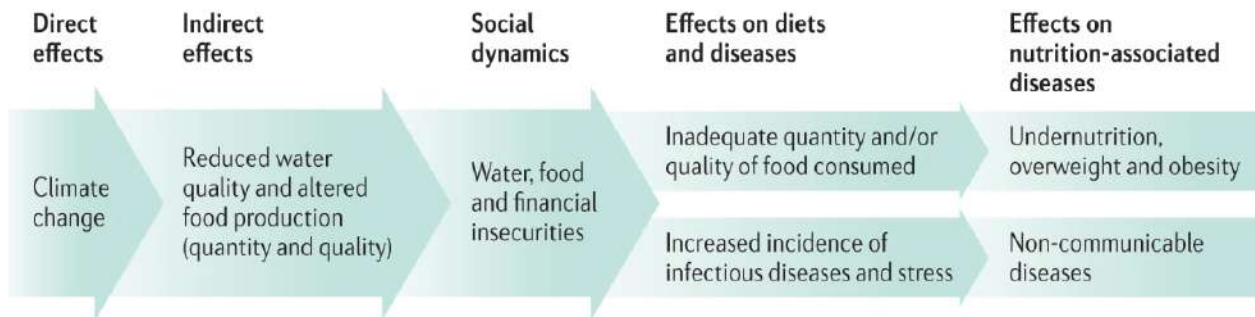 Direct
effects
Indirect
effects
Social
dynamics
Effects on diets
and diseases
Effects on
nutrition-associated
diseases
Climate
change
Reduced water
quality and altered
food production
(quantity and quality)
Water, food
and financial
insecurities
Inadequate quantity and/or
quality of food consumed
Undernutrition,
overweight and obesity
Increased incidence of
infectious diseases and stress
Non-communicable
diseases